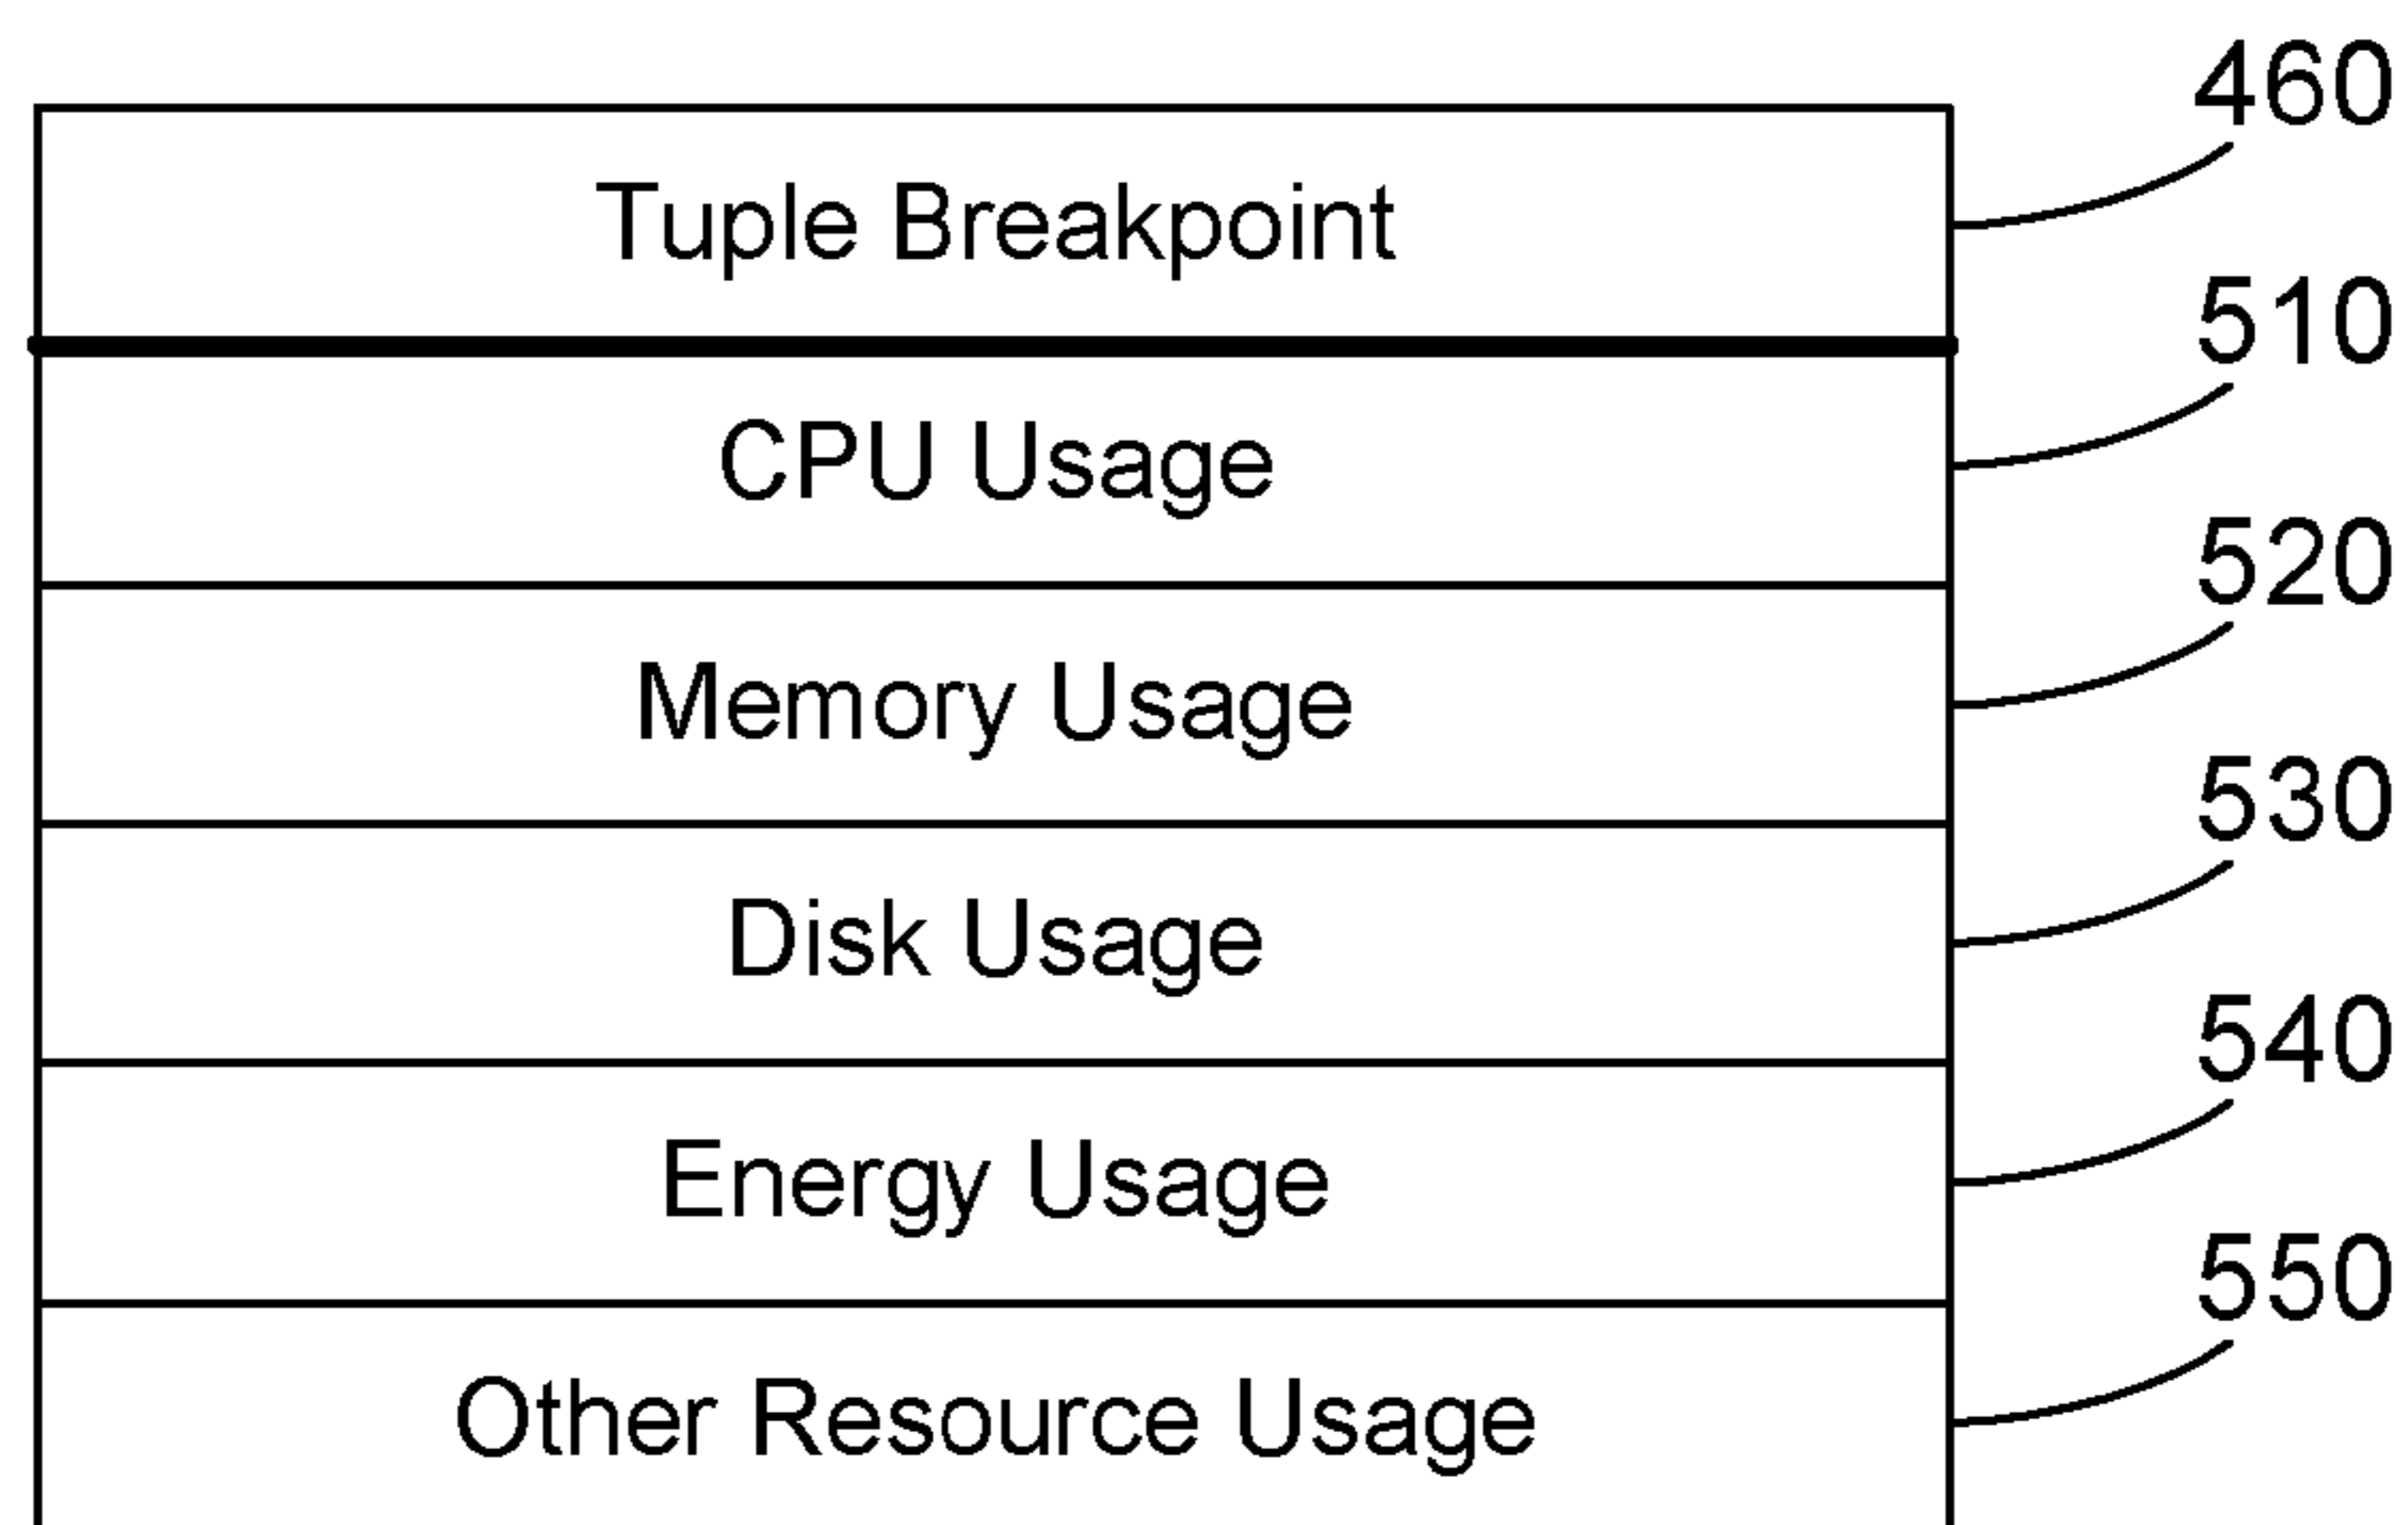 460
Tuple Breakpoint
510
CPU Usage
520
Memory Usage
530
Disk Usage
540
Energy Usage
550
Other Resource Usage